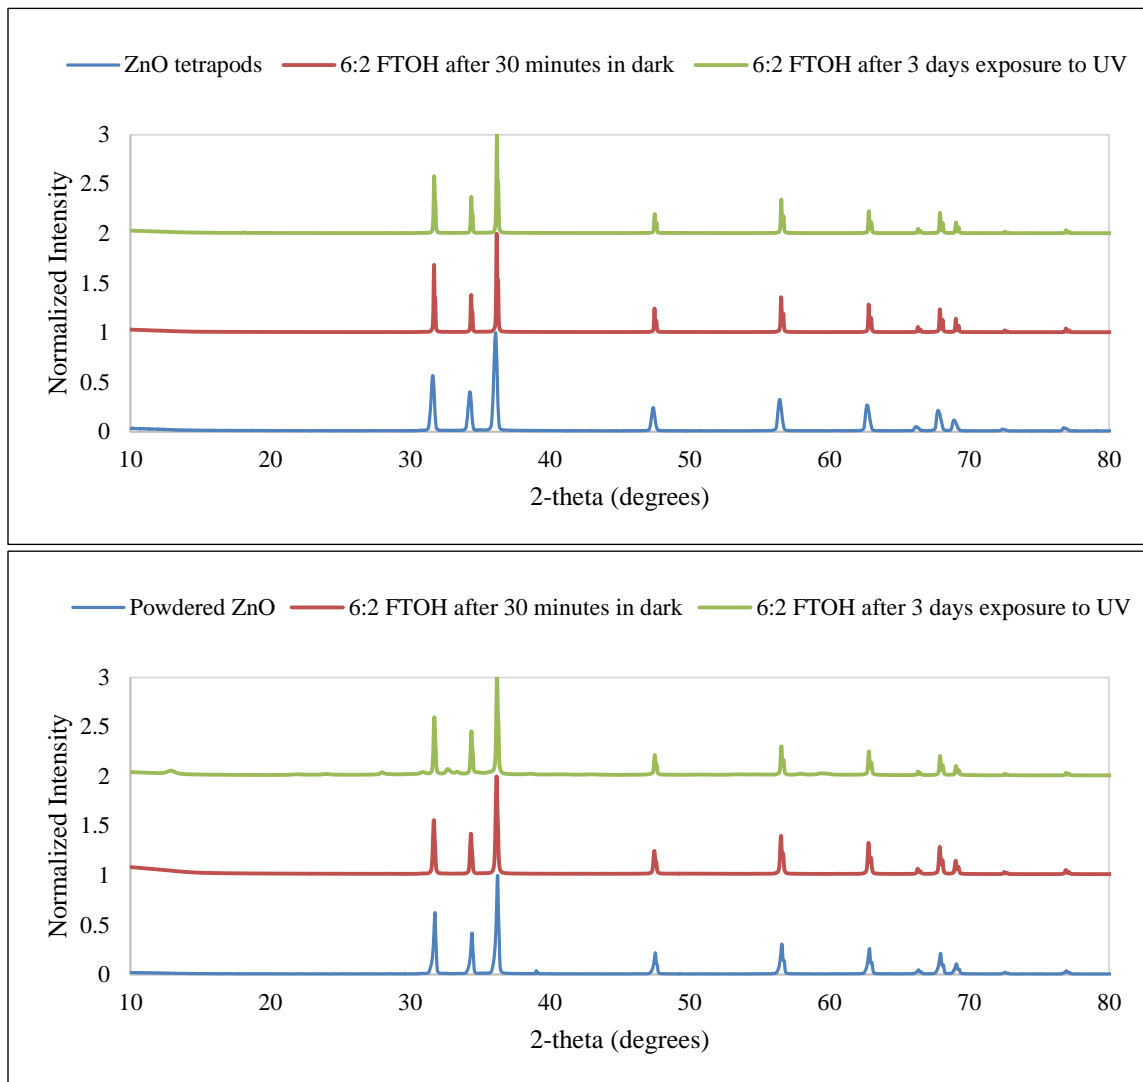 ZnO tetrapods 6:2 FTOH after 30 minutes in dark 6:2 FTOH after 3 days exposure to UV
3
2.5
2
1.5
1
0.5
0
Normalized Intensity
10 20 30 40 50 60 70 80
2-theta (degrees)
Powdered ZnO 6:2 FTOH after 30 minutes in dark 6:2 FTOH after 3 days exposure to UV
3
2.5
2
1.5
1
0.5
0
Normalized Intensity
10 20 30 40 50 60 70 80
2-theta (degrees)